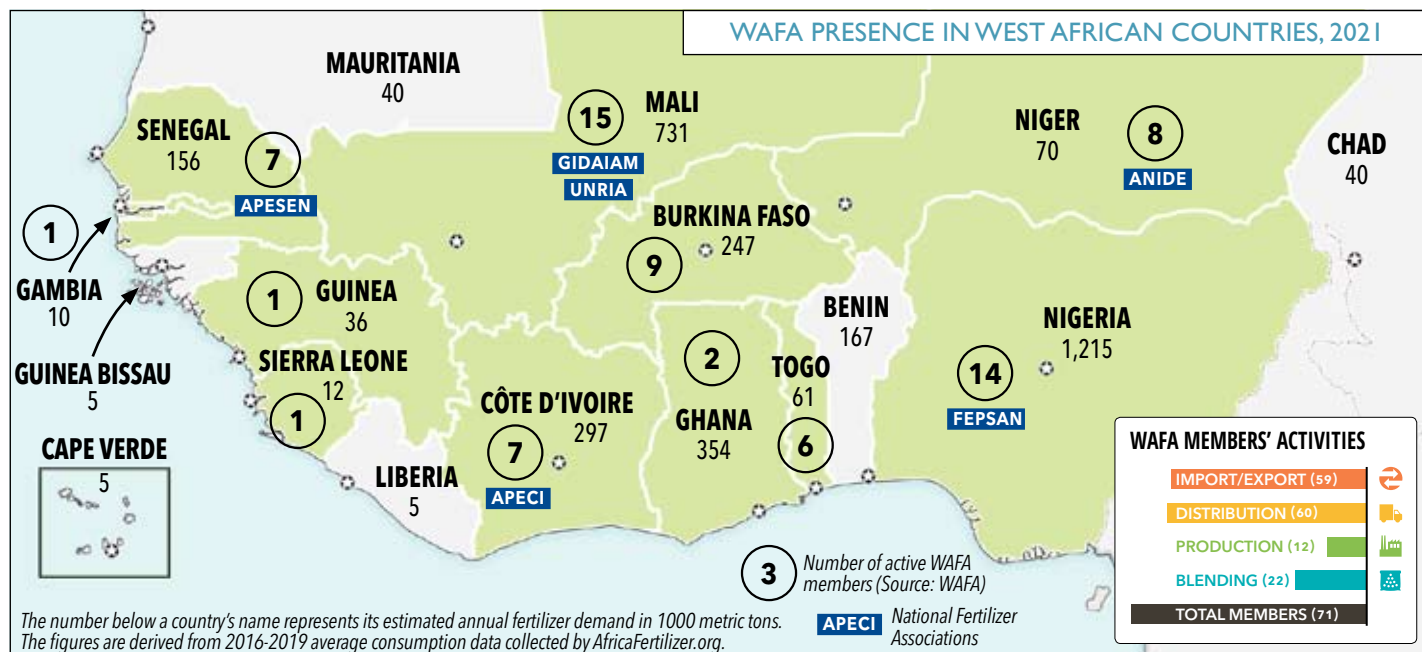 WAFA PRESENCE IN WEST AFRICAN COUNTRIES, 2021
MAURITANIA
40
SENEGAL
156
7
APESEN
15
GIDAIAM
UNRIA
MALI
731
NIGER
70
8
ANIDE
CHAD
40
1
GAMBIA
10
GUINEA BISSAU
5
1
GUINEA
36
SIERRA LEONE
12
1
BURKINA FASO
247
9
BENIN
167
NIGERIA
1,215
14
FEPSAN
2
GHANA
354
TOGO
61
6
CÔTE D'IVOIRE
297
7
APECI
LIBERIA
5
CAPE VERDE
5
3
Number of active WAFA
members (Source: WAFA)
APECI
National Fertilizer
Associations
The number below a country's name represents its estimated annual fertilizer demand in 1000 metric tons.
The figures are derived from 2016-2019 average consumption data collected by AfricaFertilizer.org.
WAFA MEMBERS' ACTIVITIES
IMPORT/EXPORT (59)
DISTRIBUTION (60)
PRODUCTION (12)
BLENDING (22)
TOTAL MEMBERS (71)